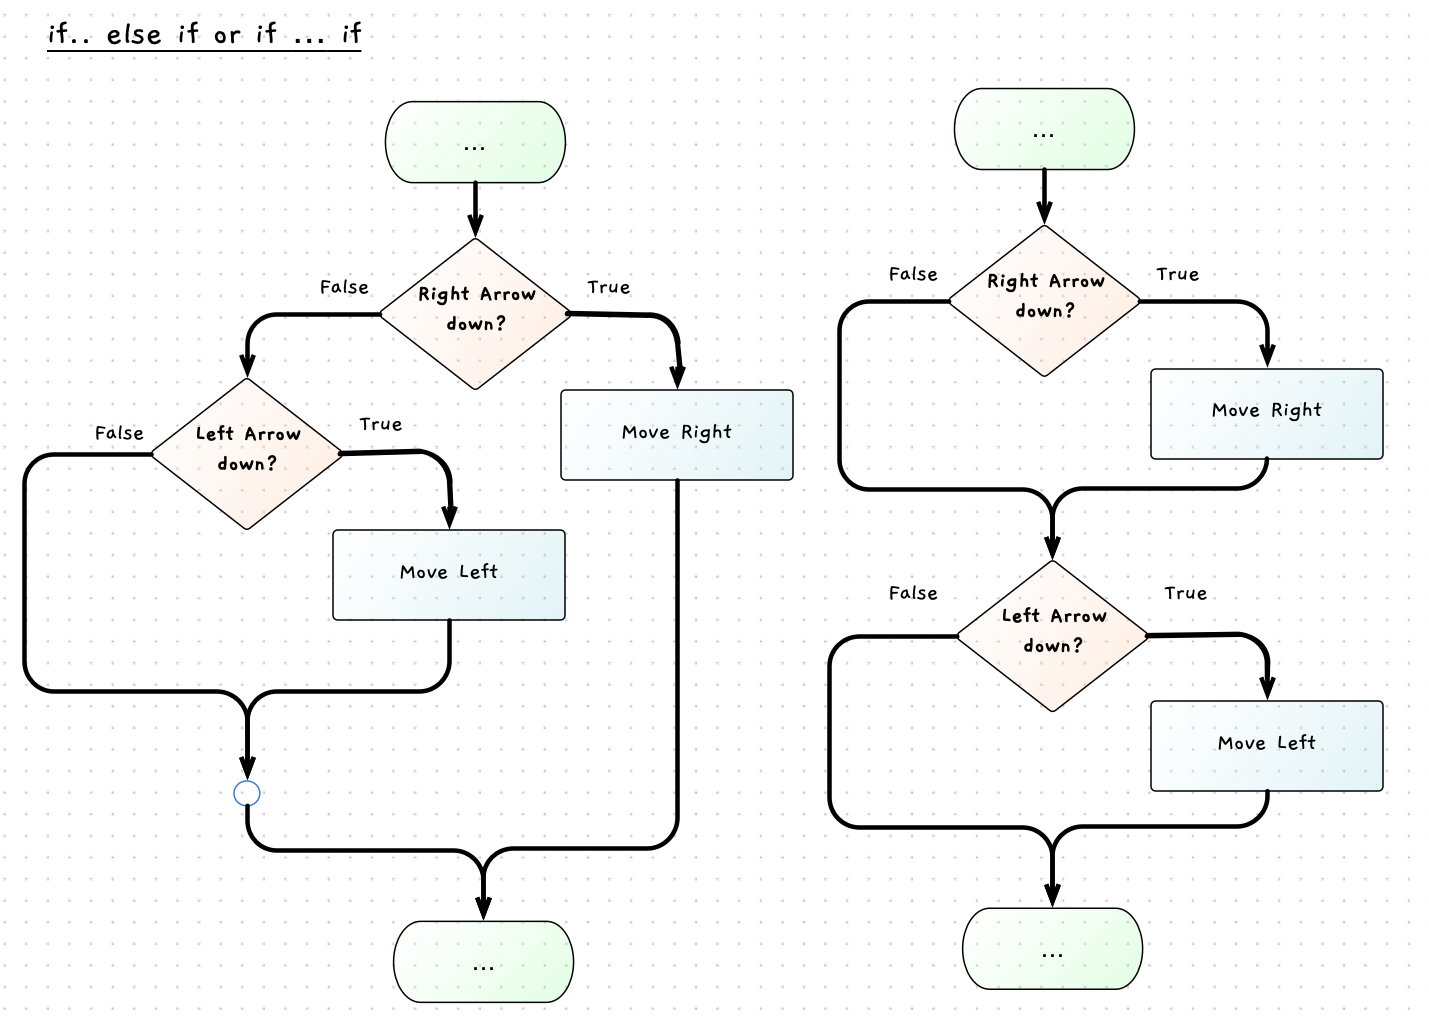 if.. else if or if ... if
...
False
Right Arrow
down?
True
False
Left Arrow
down?
True
Move Right
Move Left
...
...
False
Right Arrow
down?
True
Move Right
False
Left Arrow
down?
True
Move Left
...